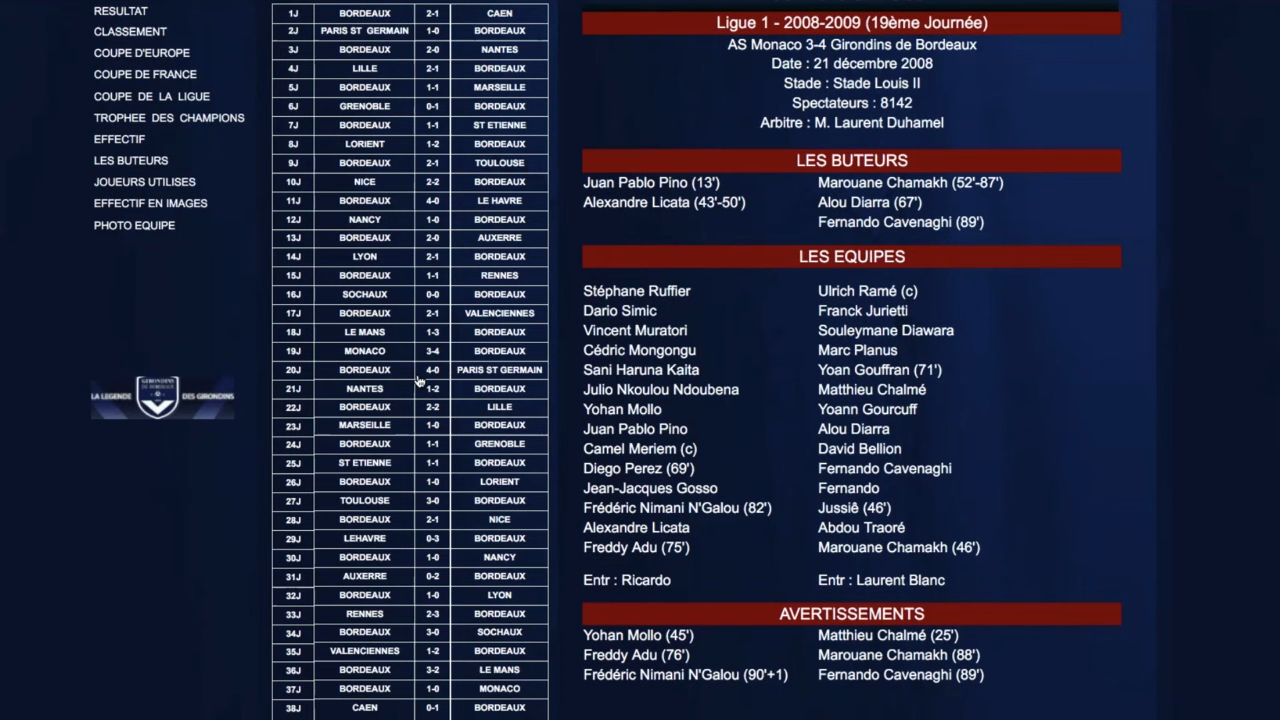 RESULTAT
CLASSEMENT
COUPE D'EUROPE
COUPE DE FRANCE
COUPE DE LA LIGUE
TROPHEE DES CHAMPIONS
EFFECTIF
LES BUTEURS
JOUEURS UTILISES
EFFECTIF EN IMAGES
PHOTO EQUIPE
LA LEGENDE GIRONDINS DE BORDEAUX DES GIRONDINS
1J BORDEAUX 2-1 CAEN
2J PARIS ST GERMAIN 1-0 BORDEAUX
3J BORDEAUX 2-0 NANTES
4J LILLE 2-1 BORDEAUX
5J BORDEAUX 1-1 MARSEILLE
6J GRENOBLE 0-1 BORDEAUX
7J BORDEAUX 1-1 ST ETIENNE
8J LORIENT 1-2 BORDEAUX
9J BORDEAUX 2-1 TOULOUSE
10J NICE 2-2 BORDEAUX
11J BORDEAUX 4-0 LE HAVRE
12J NANCY 1-0 BORDEAUX
13J BORDEAUX 2-0 AUXERRE
14J LYON 2-1 BORDEAUX
15J BORDEAUX 1-1 RENNES
16J SOCHAUX 0-0 BORDEAUX
17J BORDEAUX 2-1 VALENCIENNES
18J LE MANS 1-3 BORDEAUX
19J MONACO 3-4 BORDEAUX
20J BORDEAUX 4-0 PARIS ST GERMAIN
21J NANTES 1-2 BORDEAUX
22J BORDEAUX 2-2 LILLE
23J MARSEILLE 1-0 BORDEAUX
24J BORDEAUX 1-1 GRENOBLE
25J ST ETIENNE 1-1 BORDEAUX
26J BORDEAUX 1-0 LORIENT
27J TOULOUSE 3-0 BORDEAUX
28J BORDEAUX 2-1 NICE
29J LEHAVRE 0-3 BORDEAUX
30J BORDEAUX 1-0 NANCY
31J AUXERRE 0-2 BORDEAUX
32J BORDEAUX 1-0 LYON
33J RENNES 2-3 BORDEAUX
34J BORDEAUX 3-0 SOCHAUX
35J VALENCIENNES 1-2 BORDEAUX
36J BORDEAUX 3-2 LE MANS
37J BORDEAUX 1-0 MONACO
38J CAEN 0-1 BORDEAUX
Ligue 1 - 2008-2009 (19ème Journée)
AS Monaco 3-4 Girondins de Bordeaux
Date : 21 décembre 2008
Stade : Stade Louis II
Spectateurs : 8142
Arbitre : M. Laurent Duhamel
LES BUTEURS
Juan Pablo Pino (13') Marouane Chamakh (52'-87')
Alexandre Licata (43'-50') Alou Diarra (67')
Fernando Cavenaghi (89')
LES EQUIPES
Stéphane Ruffier Ulrich Ramé (c)
Dario Simic Franck Jurietti
Vincent Muratori Souleymane Diawara
Cédric Mongongu Marc Planus
Sani Haruna Kaita Yoan Gouffran (71')
Julio Nkoulou Ndoubena Matthieu Chalmé
Yohan Mollo Yoann Gourcuff
Juan Pablo Pino Alou Diarra
Camel Meriem (c) David Bellion
Diego Perez (69') Fernando Cavenaghi
Jean-Jacques Gosso Fernando
Frédéric Nimani N'Galou (82') Jussiê (46')
Alexandre Licata Abdou Traoré
Freddy Adu (75') Marouane Chamakh (46')
Entr : Ricardo Entr : Laurent Blanc
AVERTISSEMENTS
Yohan Mollo (45') Matthieu Chalmé (25')
Freddy Adu (76') Marouane Chamakh (88')
Frédéric Nimani N'Galou (90'+1) Fernando Cavenaghi (89')